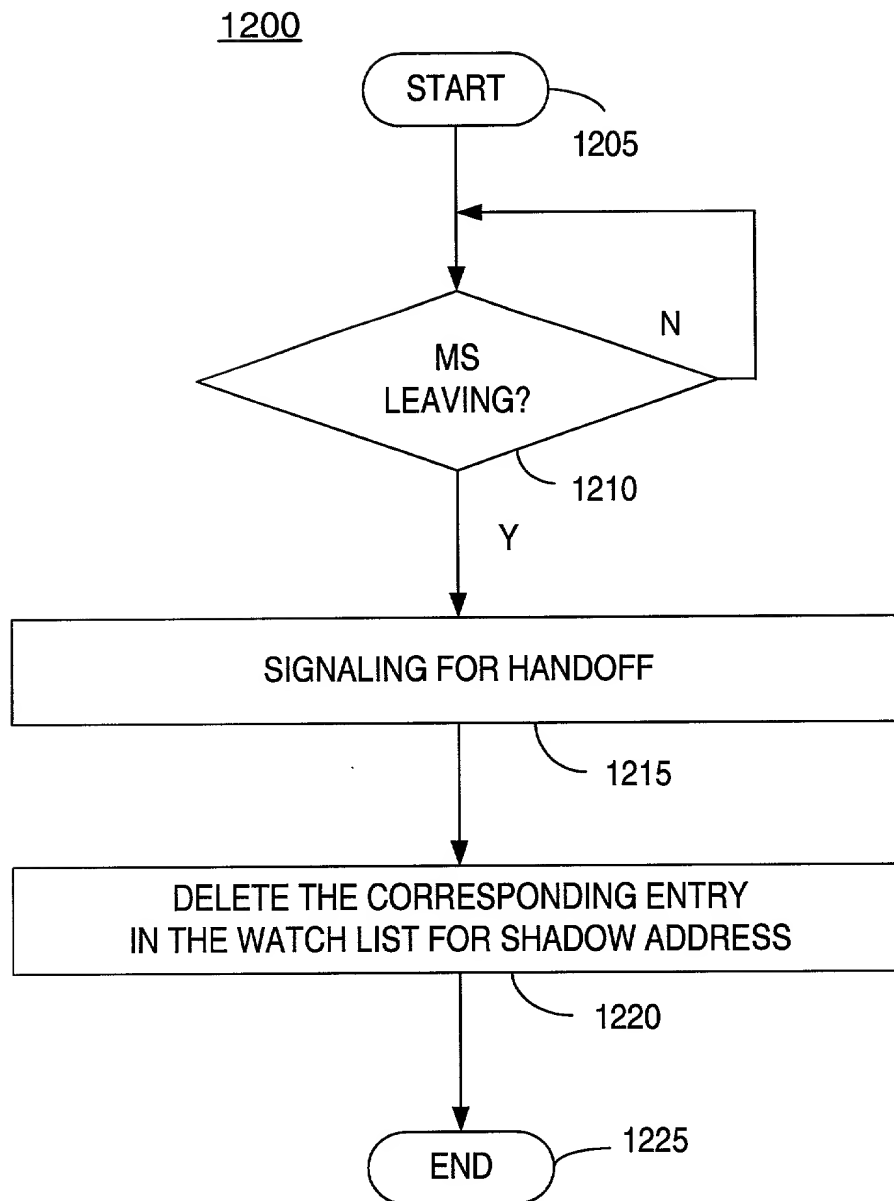 1200
START
1205
N
MS
LEAVING?
1210
Y
SIGNALING FOR HANDOFF
1215
DELETE THE CORRESPONDING ENTRY
IN THE WATCH LIST FOR SHADOW ADDRESS
1220
END
1225